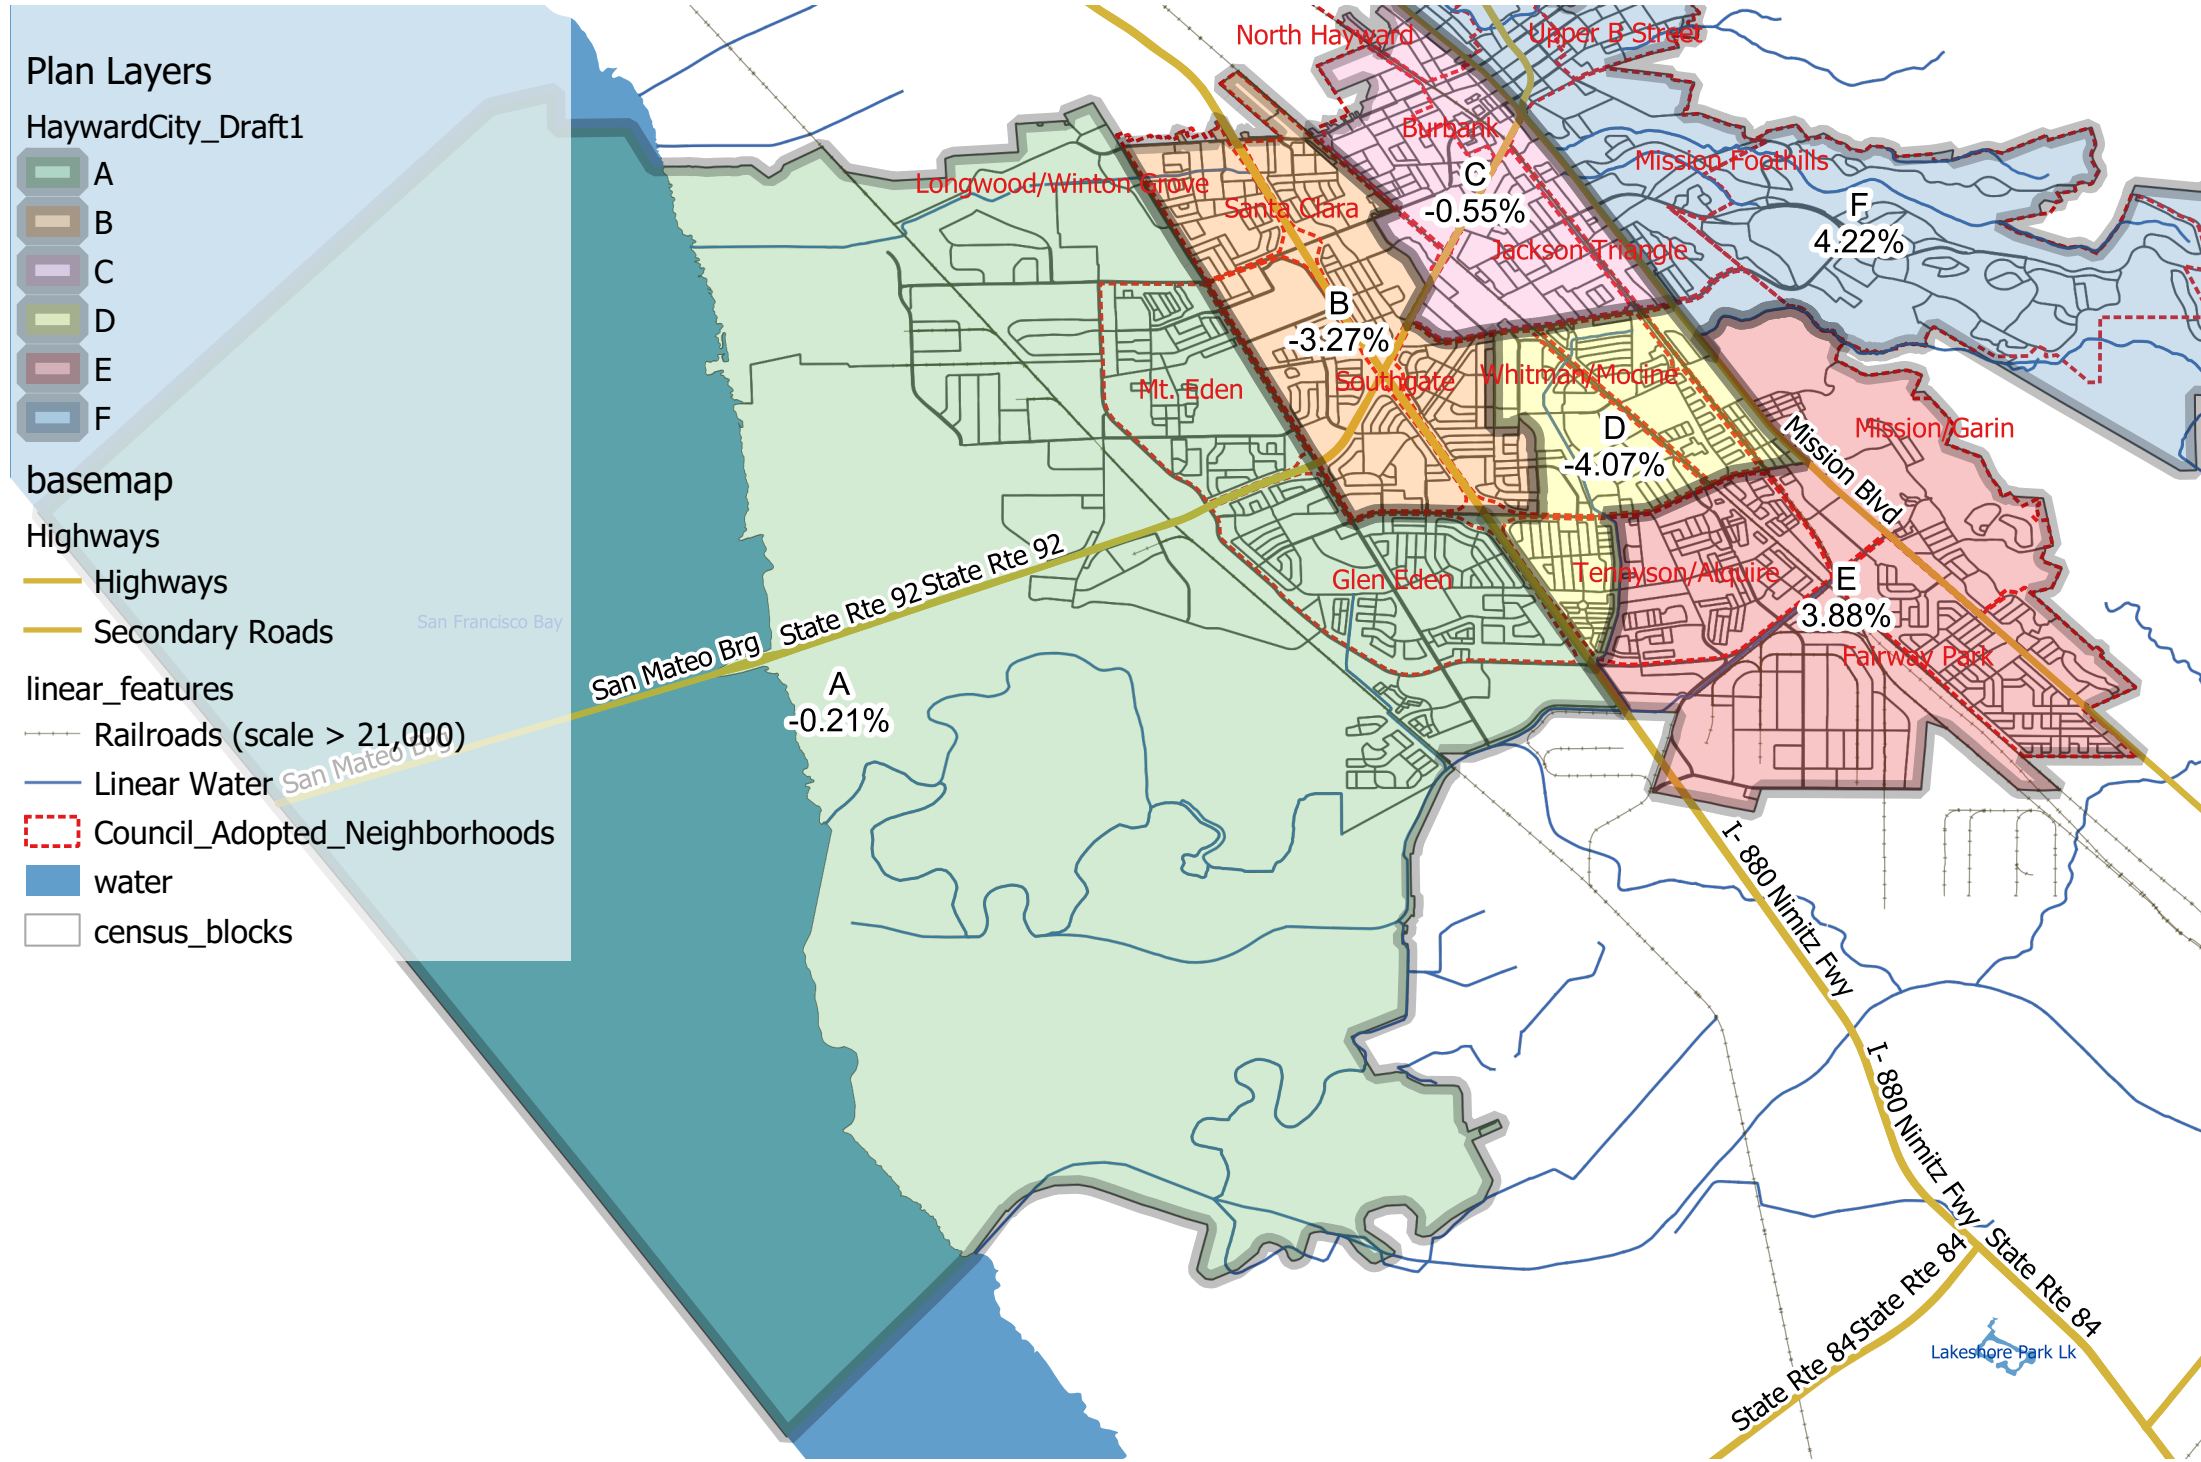 Plan Layers
HaywardCity_Draft1
A
B
C
D
E
F
basemap
Highways
Highways
Secondary Roads
linear_features
Railroads (scale > 21,000)
Linear Water
Council_Adopted_Neighborhoods
water
census_blocks
San Francisco Bay
San Mateo Brg
San Mateo Brg
State Rte 92
State Rte 92
North Hayward
Upper B Street
Burbank
Mission Foothills
Longwood/Winton Grove
Santa Clara
C
-0.55%
F
4.22%
Jackson Triangle
B
-3.27%
Mt. Eden
Southgate
Whitman/Mocine
D
-4.07%
Mission/Garin
Mission Blvd
Glen Eden
Tennyson/Alquire
E
3.88%
Fairway Park
A
-0.21%
I- 880 Nimitz Fwy
I- 880 Nimitz Fwy
State Rte 84
State Rte 84
State Rte 84
Lakeshore Park Lk